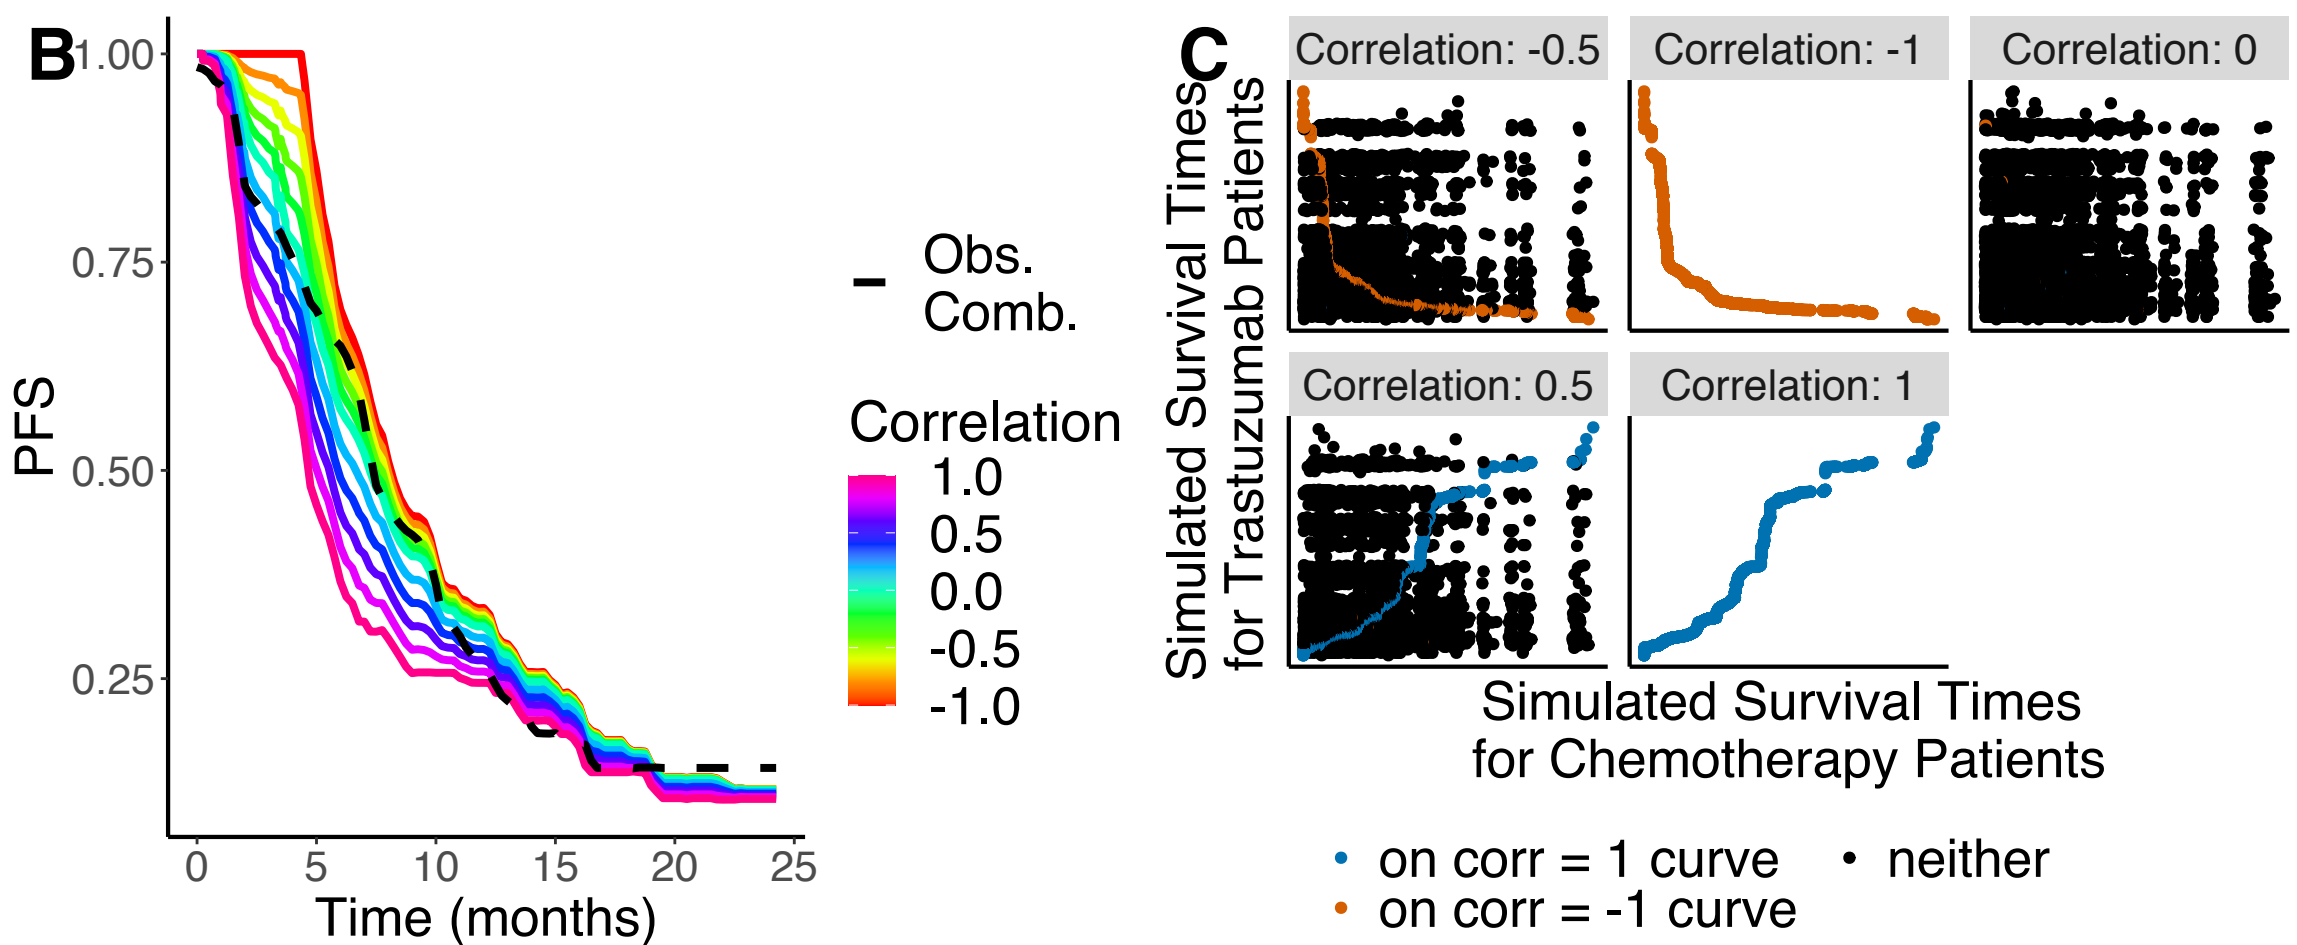 B
1.00
0.75
0.50
0.25
PFS
0 5 10 15 20 25
Time (months)
Obs.
Comb.
Correlation
1.0
0.5
0.0
-0.5
-1.0
C
Correlation: -0.5
Correlation: -1
Correlation: 0
Correlation: 0.5
Correlation: 1
Simulated Survival Times
for Trastuzumab Patients
Simulated Survival Times
for Chemotherapy Patients
on corr = 1 curve
neither
on corr = -1 curve